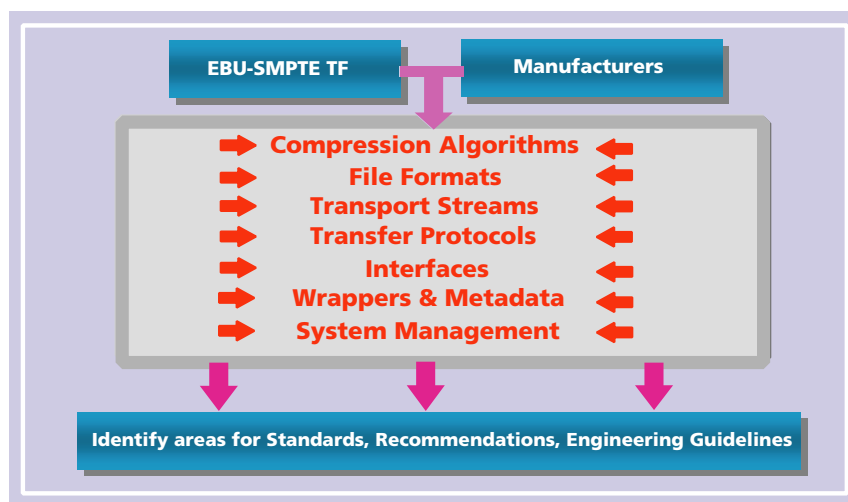 EBU-SMPTE TF
Manufacturers
Compression Algorithms
File Formats
Transport Streams
Transfer Protocols
Interfaces
Wrappers & Metadata
System Management
Identify areas for Standards, Recommendations, Engineering Guidelines